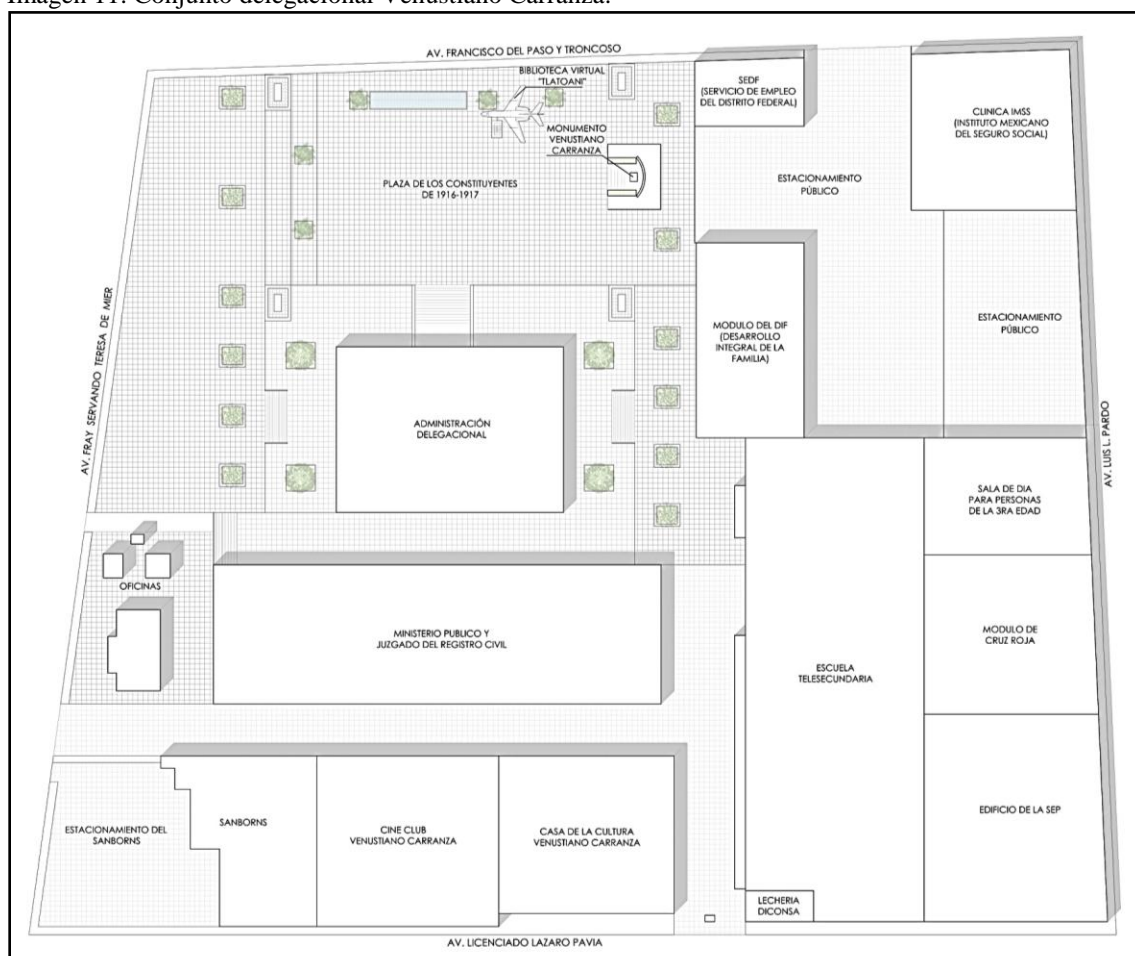 Imagen 11. Conjunto delegacional Venustiano Carranza.
AV. FRANCISCO DEL PASO Y TRONCOSO
BIBLIOTECA VIRTUAL
"TLATOANI"
MONUMENTO
VENUSTIANO
CARRANZA
PLAZA DE LOS CONSTITUYENTES
DE 1916-1917
SEDF
(SERVICIO DE EMPLEO
DEL DISTRITO FEDERAL)
CLINICA IMSS
(INSTITUTO MEXICANO
DEL SEGURO SOCIAL)
ESTACIONAMIENTO
PÚBLICO
AV. FRAY SERVANDO TERESA DE MIER
MODULO DEL DIF
(DESARROLLO
INTEGRAL DE LA
FAMILIA)
ESTACIONAMIENTO
PÚBLICO
ADMINISTRACIÓN
DELEGACIONAL
AV. LUIS L. PARDO
SALA DE DIA
PARA PERSONAS
DE LA 3RA EDAD
OFICINAS
MINISTERIO PUBLICO Y
JUZGADO DEL REGISTRO CIVIL
MODULO DE
CRUZ ROJA
ESCUELA
TELESECUNDARIA
ESTACIONAMIENTO DEL
SANBORNS
SANBORNS
CINE CLUB
VENUSTIANO CARRANZA
CASA DE LA CULTURA
VENUSTIANO CARRANZA
EDIFICIO DE LA SEP
LECHERIA
DICONSA
AV. LICENCIADO LAZARO PAVIA